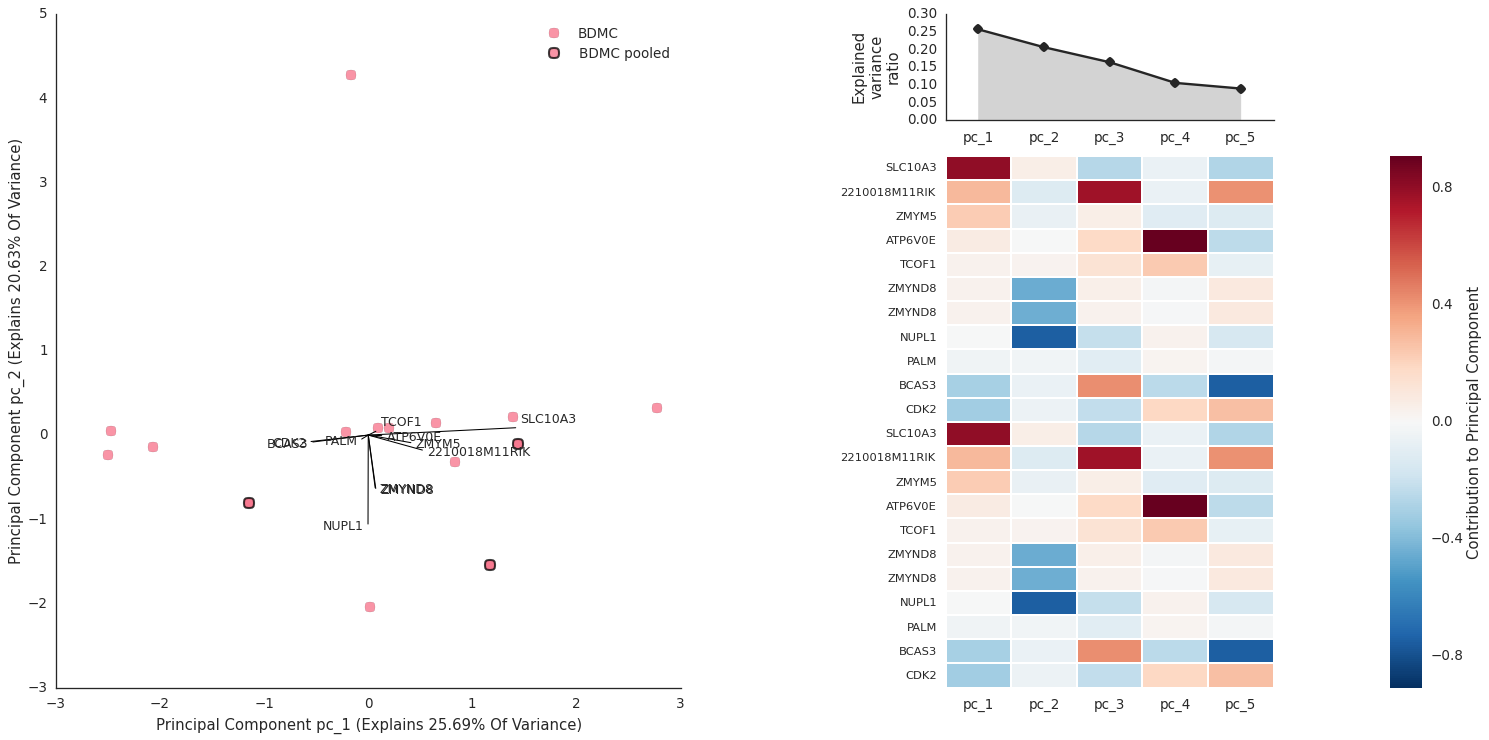 5
4
3
2
1
0
−1
−2
−3
−3
−2
−1
0
1
2
3
Principal Component pc_2 (Explains 20.63% Of Variance)
Principal Component pc_1 (Explains 25.69% Of Variance)
BDMC
BDMC pooled
TCOF1
SLC10A3
ATP6V0E
PALM
CDK2
BCAS3
ZMYM5
2210018M11RIK
ZMYND8
ZMYND8
NUPL1
Explained
variance
ratio
0.30
0.25
0.20
0.15
0.10
0.05
0.00
pc_1
pc_2
pc_3
pc_4
pc_5
SLC10A3
2210018M11RIK
ZMYM5
ATP6V0E
TCOF1
ZMYND8
ZMYND8
NUPL1
PALM
BCAS3
CDK2
SLC10A3
2210018M11RIK
ZMYM5
ATP6V0E
TCOF1
ZMYND8
ZMYND8
NUPL1
PALM
BCAS3
CDK2
pc_1
pc_2
pc_3
pc_4
pc_5
0.8
0.4
0.0
−0.4
−0.8
Contribution to Principal Component